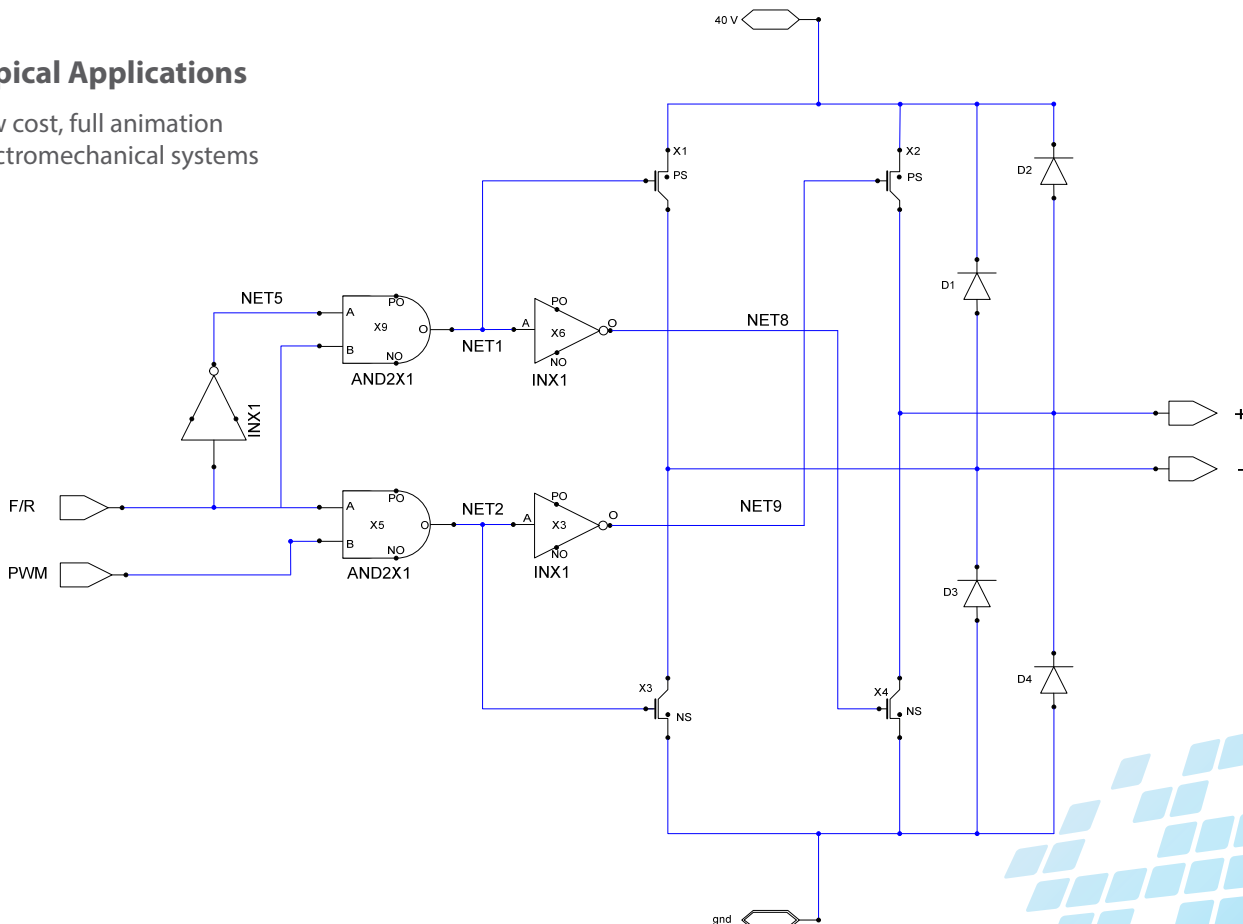 40 V
pical Applications
cost, full animation
ctromechanical systems
X1
PS
X2
PS
D2
D1
NET5
A
B
PO
X9
NO
O
AND2X1
NET1
A
PO
X6
NO
O
INX1
NET8
INX1
+
-
F/R
PWM
A
B
PO
X5
NO
O
AND2X1
NET2
A
PO
X3
NO
O
INX1
NET9
D3
X3
NS
X4
NS
D4
gnd